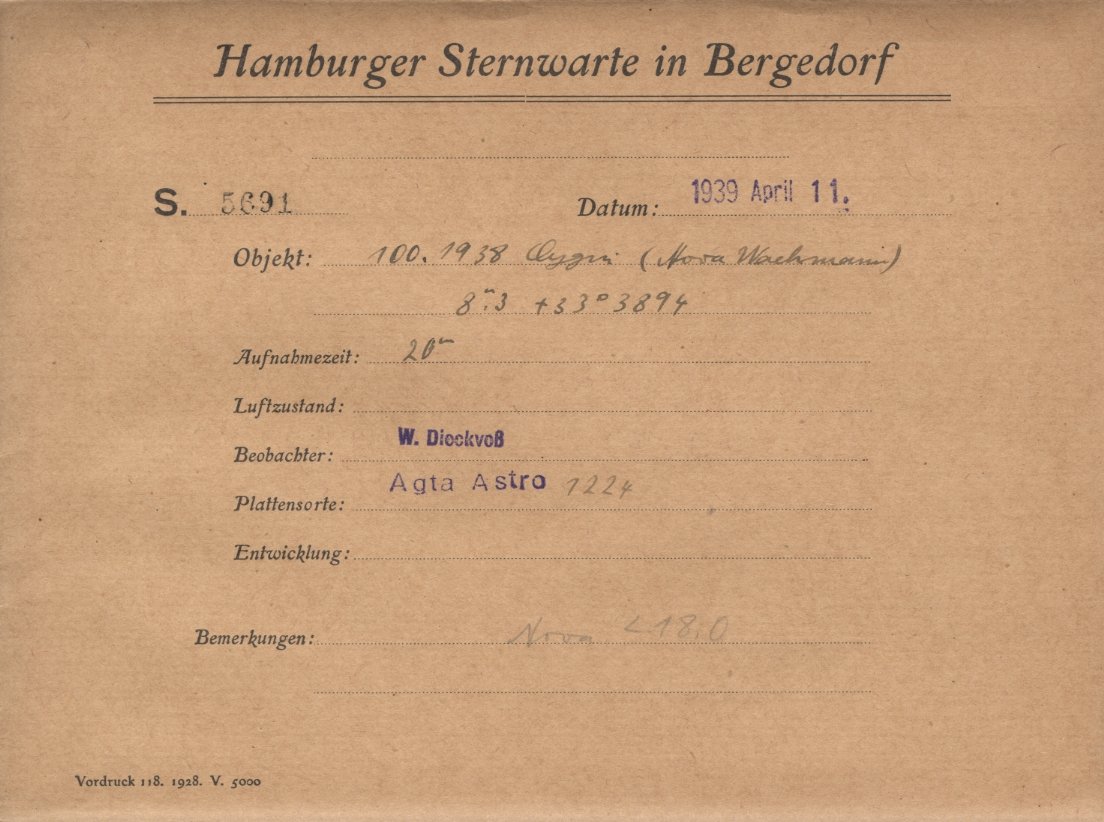 Hamburger Sternwarte in Bergedorf
S. 5691 Datum: 1939 April 11.
Objekt: 100.1938 Cygni (Nova Wachmann)
8ᵐ.3 +33° 3894
Aufnahmezeit: 20ᵐ
Luftzustand:
Beobachter: W. Dieckvoß
Plattensorte: Agfa Astro 1224
Entwicklung:
Bemerkungen: Nova < 18.0
Vordruck 118. 1928. V. 5000